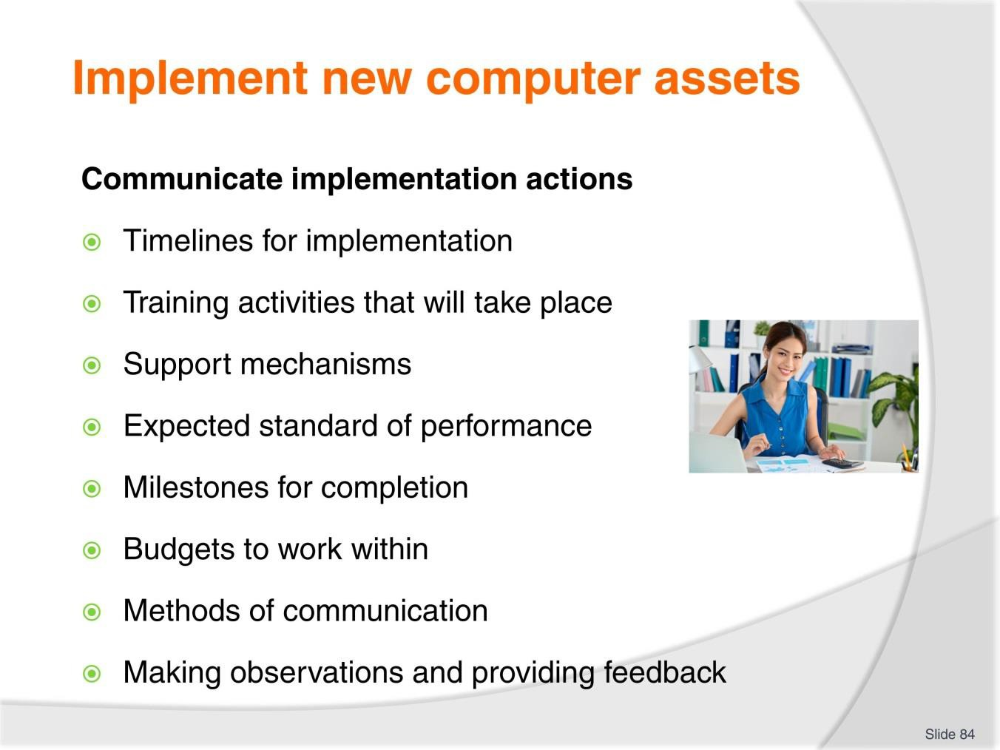 Implement new computer assets
Communicate implementation actions
Timelines for implementation
Training activities that will take place
Support mechanisms
Expected standard of performance
Milestones for completion
Budgets to work within
Methods of communication
Making observations and providing feedback
Slide 84